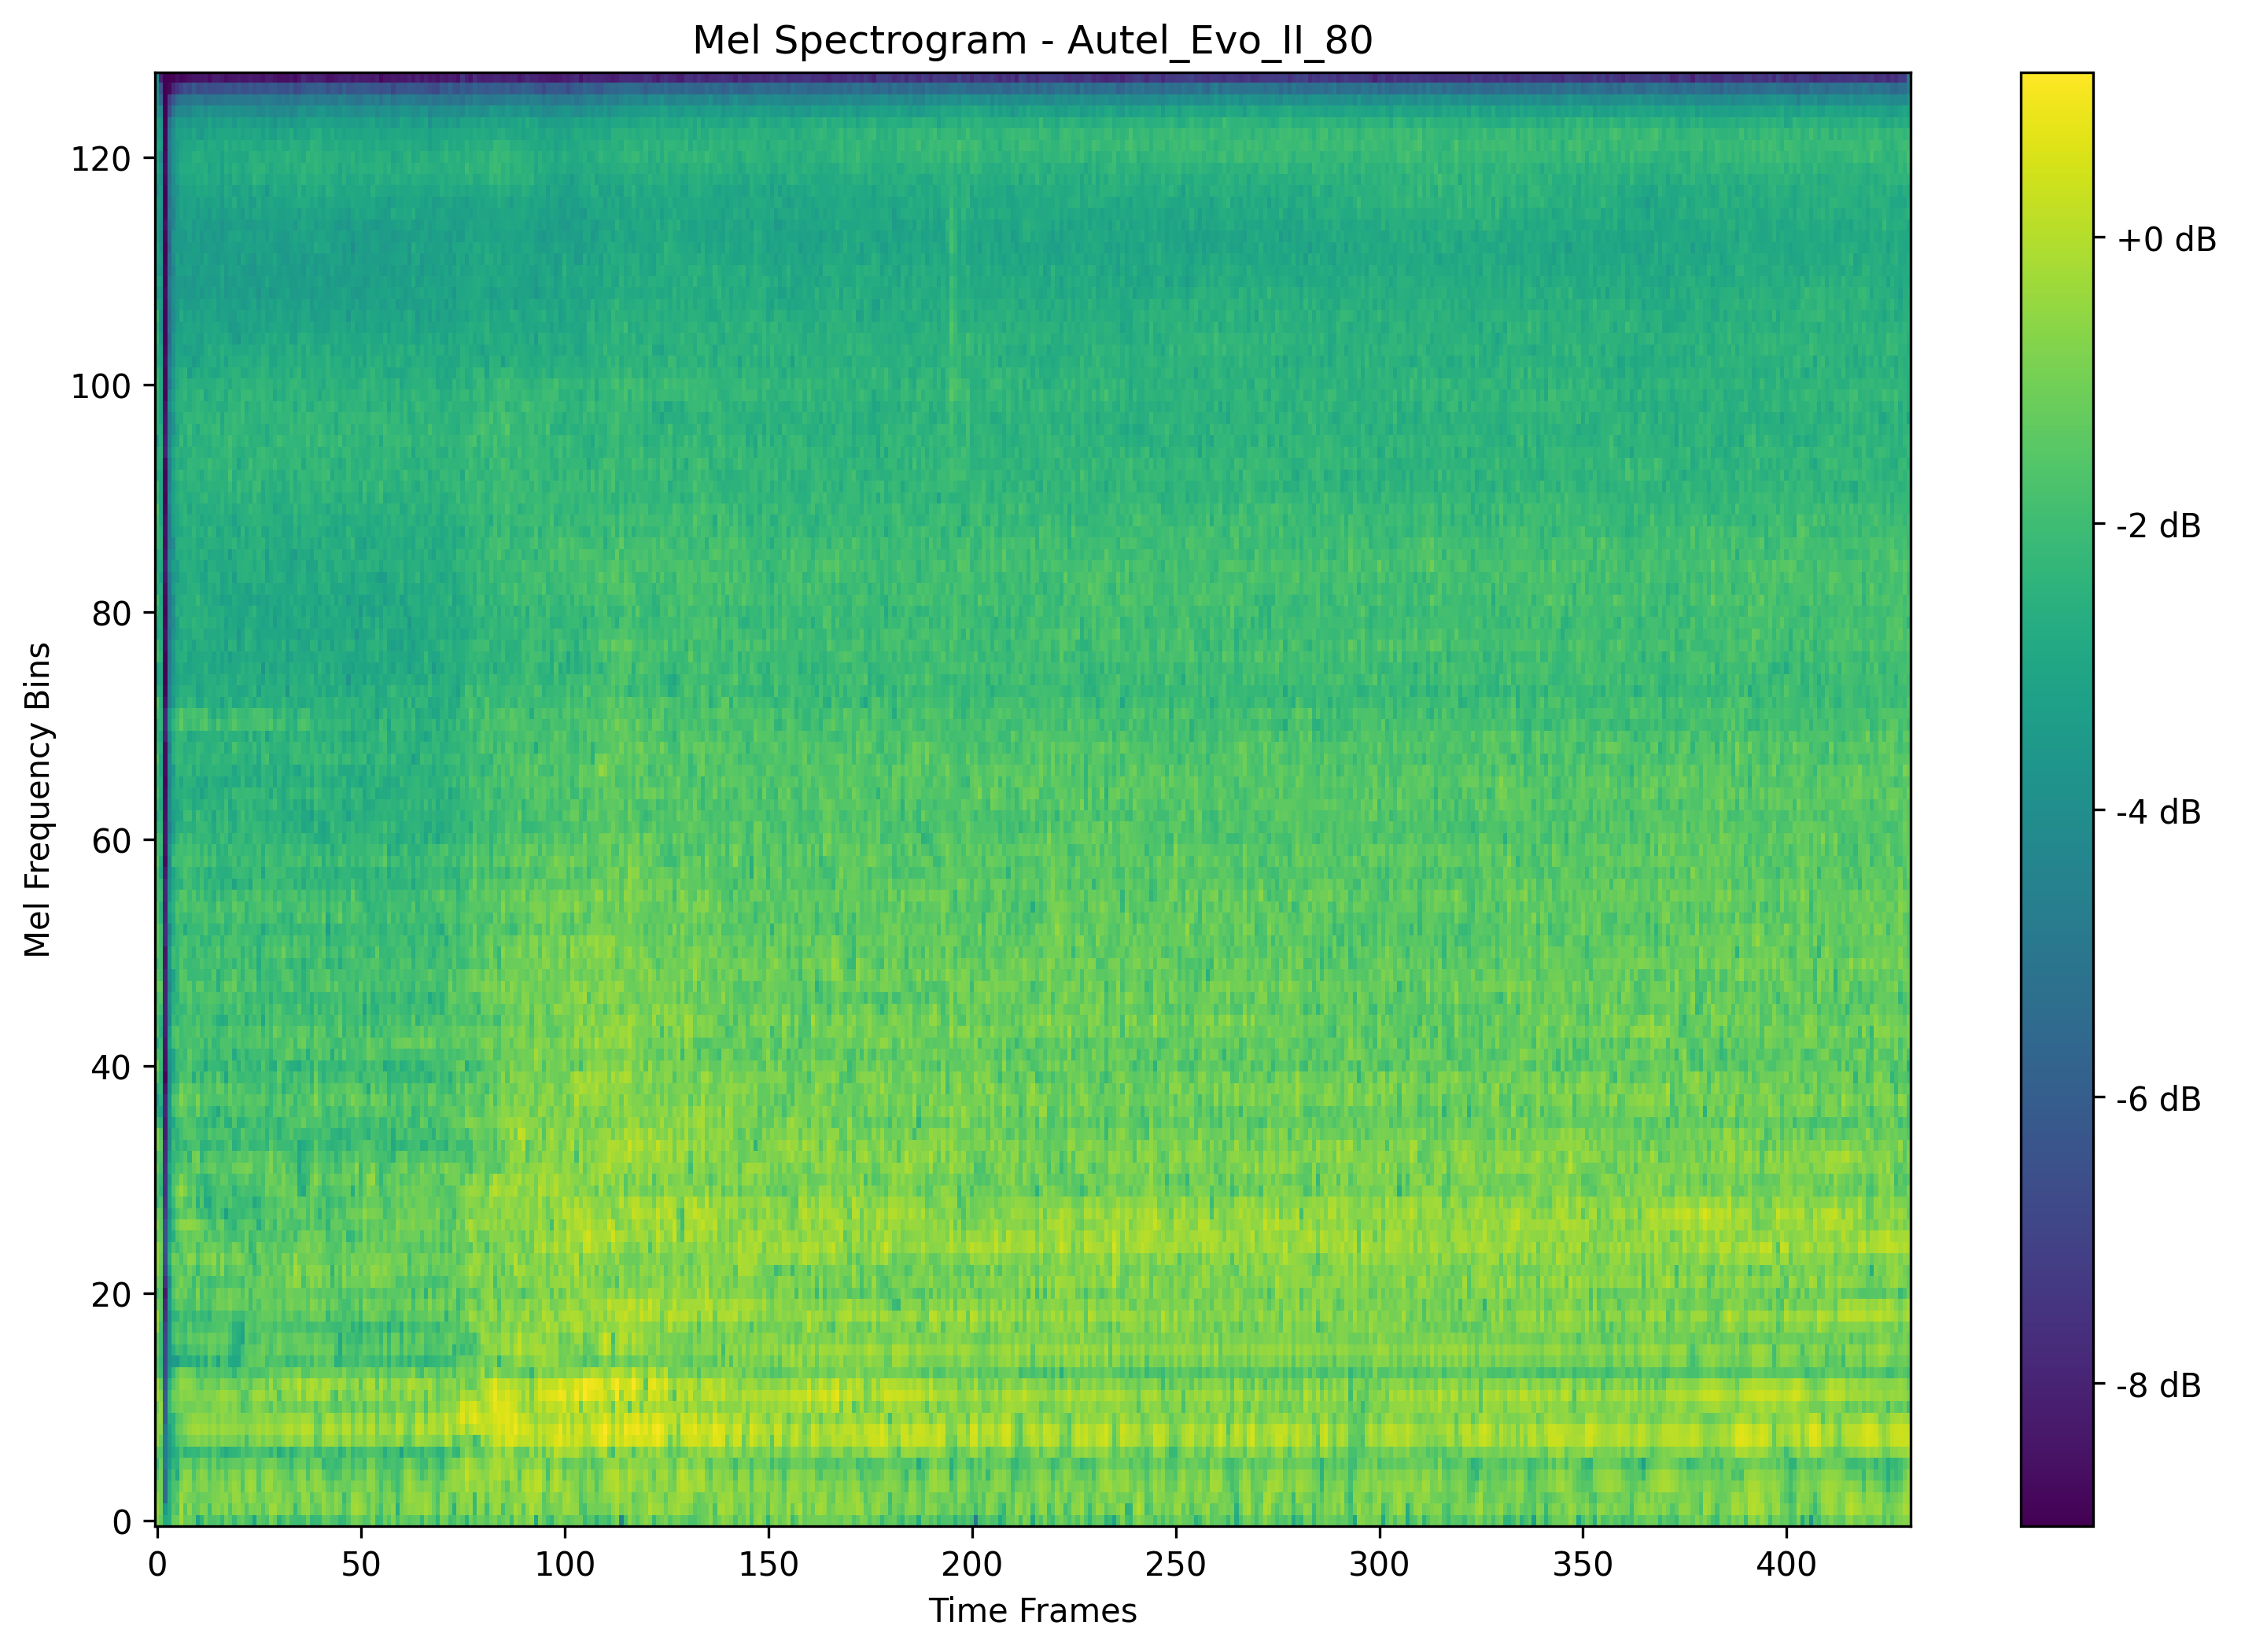 Mel Spectrogram - Autel_Evo_II_80
Mel Frequency Bins
120
100
80
60
40
20
0
0 50 100 150 200 250 300 350 400
Time Frames
+0 dB
-2 dB
-4 dB
-6 dB
-8 dB